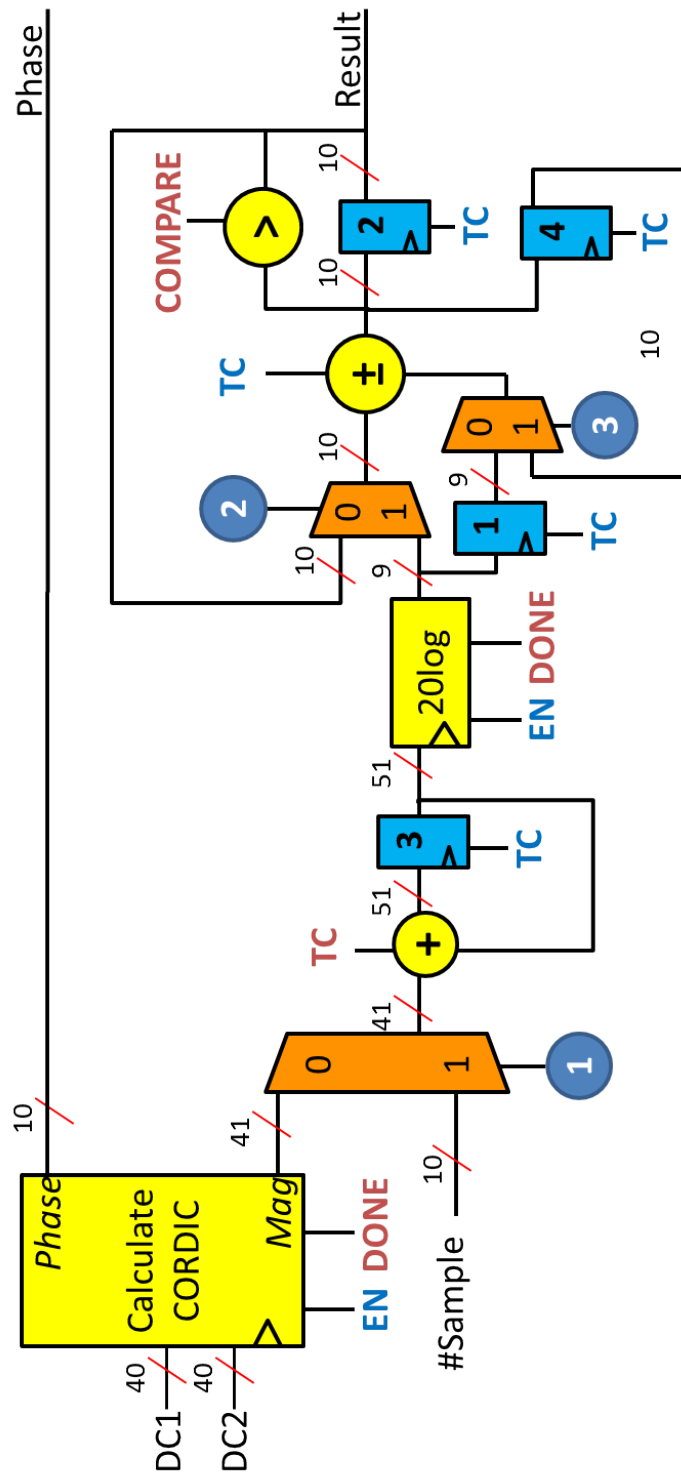 Phase
10
Phase
Calculate
CORDIC
Mag
DC1
40
DC2
40
EN
DONE
41
#Sample
10
0
1
1
41
TC
+
51
3
TC
51
20log
EN
DONE
9
10
2
0
1
10
1
TC
9
0
1
3
TC
±
COMPARE
>
10
2
TC
10
Result
4
TC
10